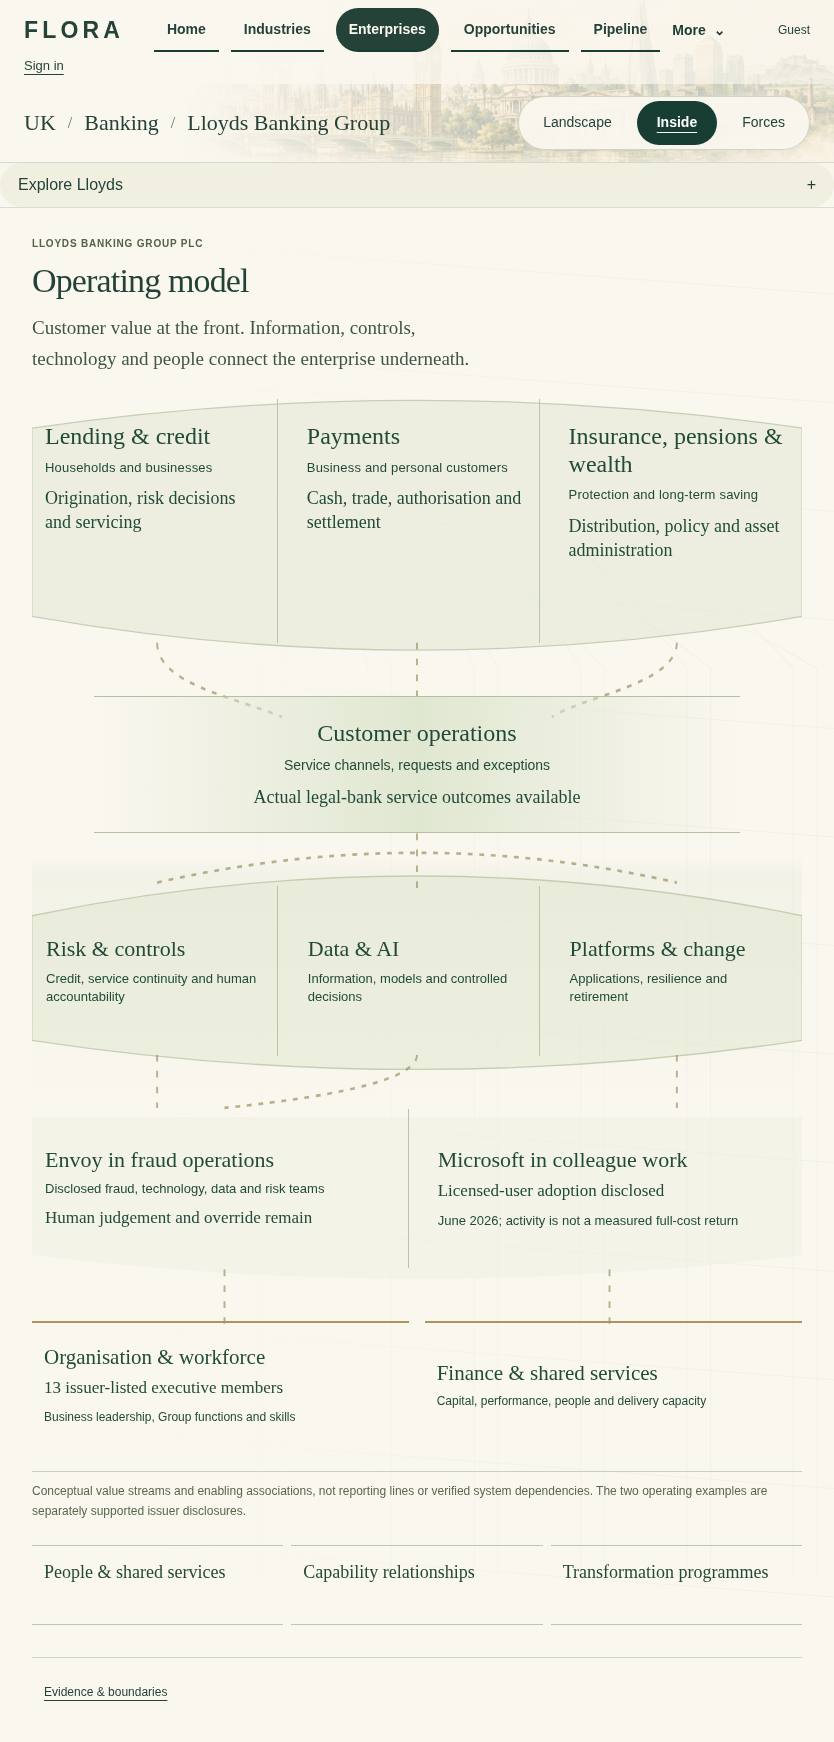 FLORA
Home
Industries
Enterprises
Opportunities
Pipeline
More
Guest
Sign in
UK / Banking / Lloyds Banking Group
Landscape
Inside
Forces
Explore Lloyds
+
LLOYDS BANKING GROUP PLC
Operating model
Customer value at the front. Information, controls,
technology and people connect the enterprise underneath.
Lending & credit
Households and businesses
Origination, risk decisions
and servicing
Payments
Business and personal customers
Cash, trade, authorisation and
settlement
Insurance, pensions &
wealth
Protection and long-term saving
Distribution, policy and asset
administration
Customer operations
Service channels, requests and exceptions
Actual legal-bank service outcomes available
Risk & controls
Credit, service continuity and human
accountability
Data & AI
Information, models and controlled
decisions
Platforms & change
Applications, resilience and
retirement
Envoy in fraud operations
Disclosed fraud, technology, data and risk teams
Human judgement and override remain
Microsoft in colleague work
Licensed-user adoption disclosed
June 2026; activity is not a measured full-cost return
Organisation & workforce
13 issuer-listed executive members
Business leadership, Group functions and skills
Finance & shared services
Capital, performance, people and delivery capacity
Conceptual value streams and enabling associations, not reporting lines or verified system dependencies. The two operating examples are
separately supported issuer disclosures.
People & shared services
Capability relationships
Transformation programmes
Evidence & boundaries